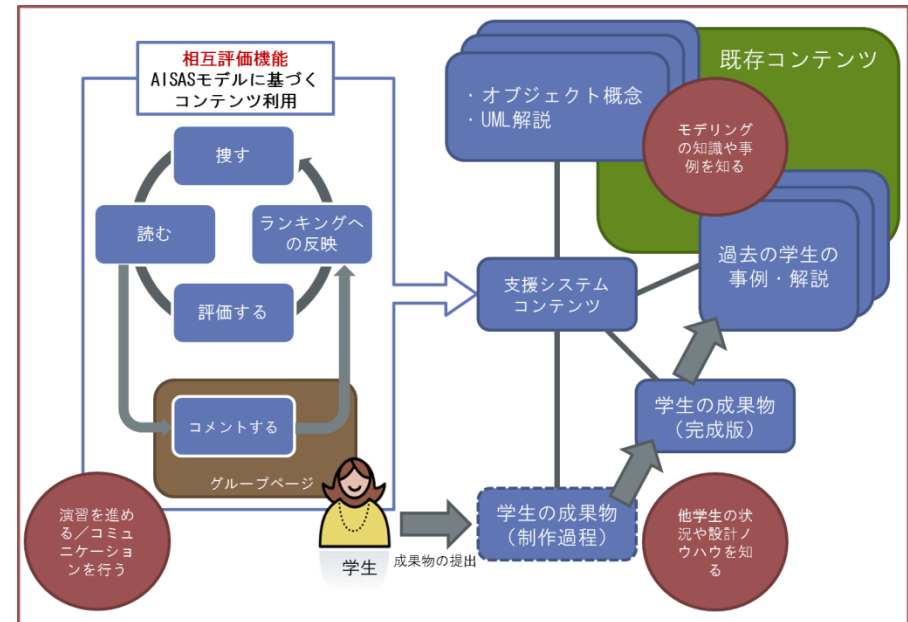 相互評価機能
AISASモデルに基づく
コンテンツ利用
捜す
読む
ランキングへ
の反映
評価する
コメントする
グループページ
演習を進め
る／コミュ
ニケーショ
ンを行う
学生
成果物の提出
既存コンテンツ
・オブジェクト概念
・UML解説
モデリング
の知識や事
例を知る
過去の学生の
事例・解説
支援システム
コンテンツ
学生の成果物
（完成版）
学生の成果物
（制作過程）
他学生の状
況や設計ノ
ウハウを知
る